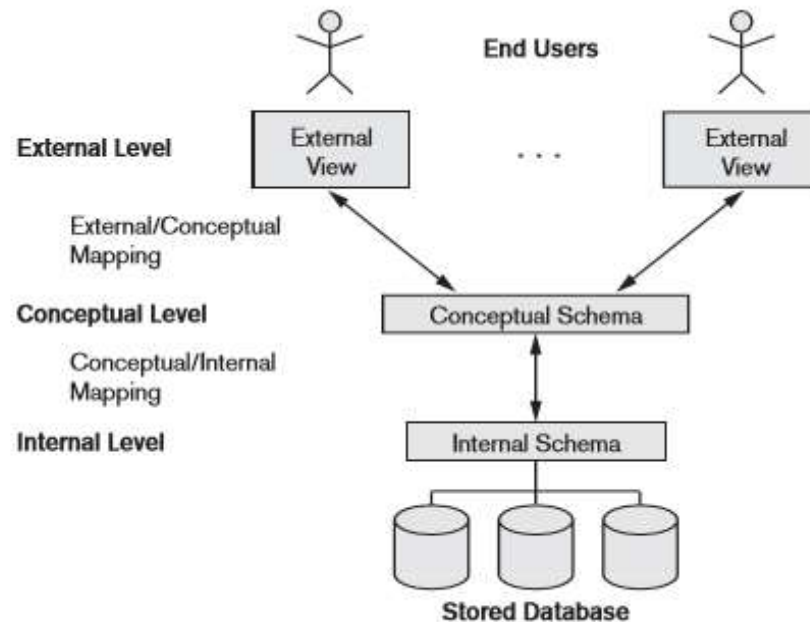 End Users
External Level
External
View
. . .
External
View
External/Conceptual
Mapping
Conceptual Level
Conceptual Schema
Conceptual/Internal
Mapping
Internal Level
Internal Schema
Stored Database